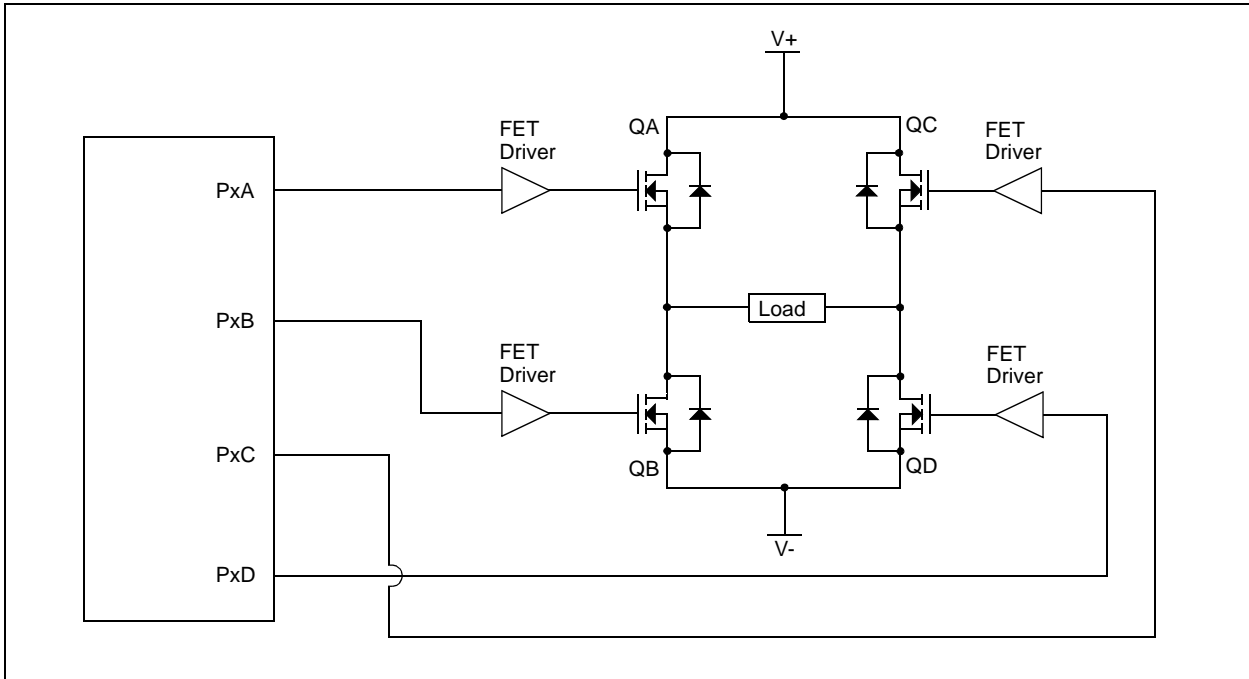 V+
QA
QC
FET
Driver
FET
Driver
PxA
Load
PxB
FET
Driver
FET
Driver
PxC
QB
QD
V-
PxD